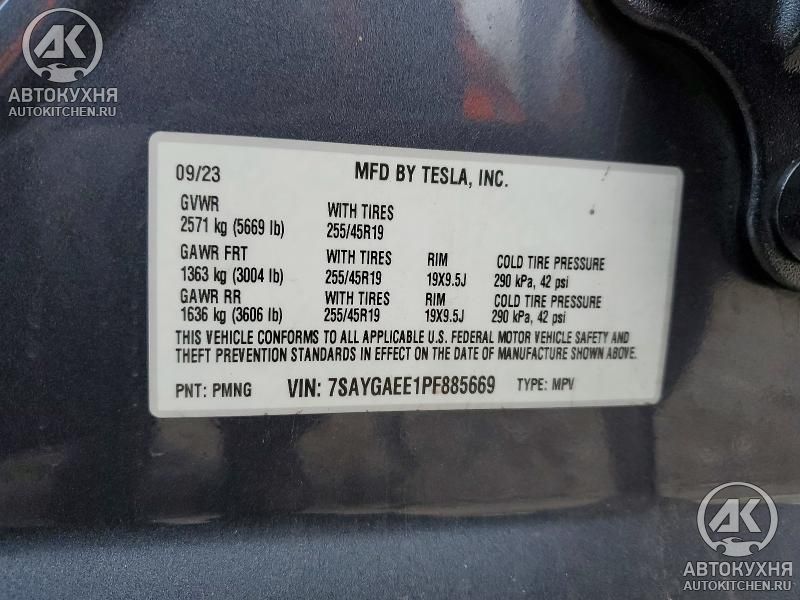 AK
АВТОКУХНЯ
AUTOKITCHEN.RU
09/23 MFD BY TESLA, INC.
GVWR
2571 kg (5669 lb) WITH TIRES 255/45R19
GAWR FRT WITH TIRES RIM COLD TIRE PRESSURE
1363 kg (3004 lb) 255/45R19 19X9.5J 290 kPa, 42 psi
GAWR RR WITH TIRES RIM COLD TIRE PRESSURE
1636 kg (3606 lb) 255/45R19 19X9.5J 290 kPa, 42 psi
THIS VEHICLE CONFORMS TO ALL APPLICABLE U.S. FEDERAL MOTOR VEHICLE SAFETY AND
THEFT PREVENTION STANDARDS IN EFFECT ON THE DATE OF MANUFACTURE SHOWN ABOVE.
PNT: PMNG VIN: 7SAYGAEE1PF885669 TYPE: MPV
AK
АВТОКУХНЯ
AUTOKITCHEN.RU